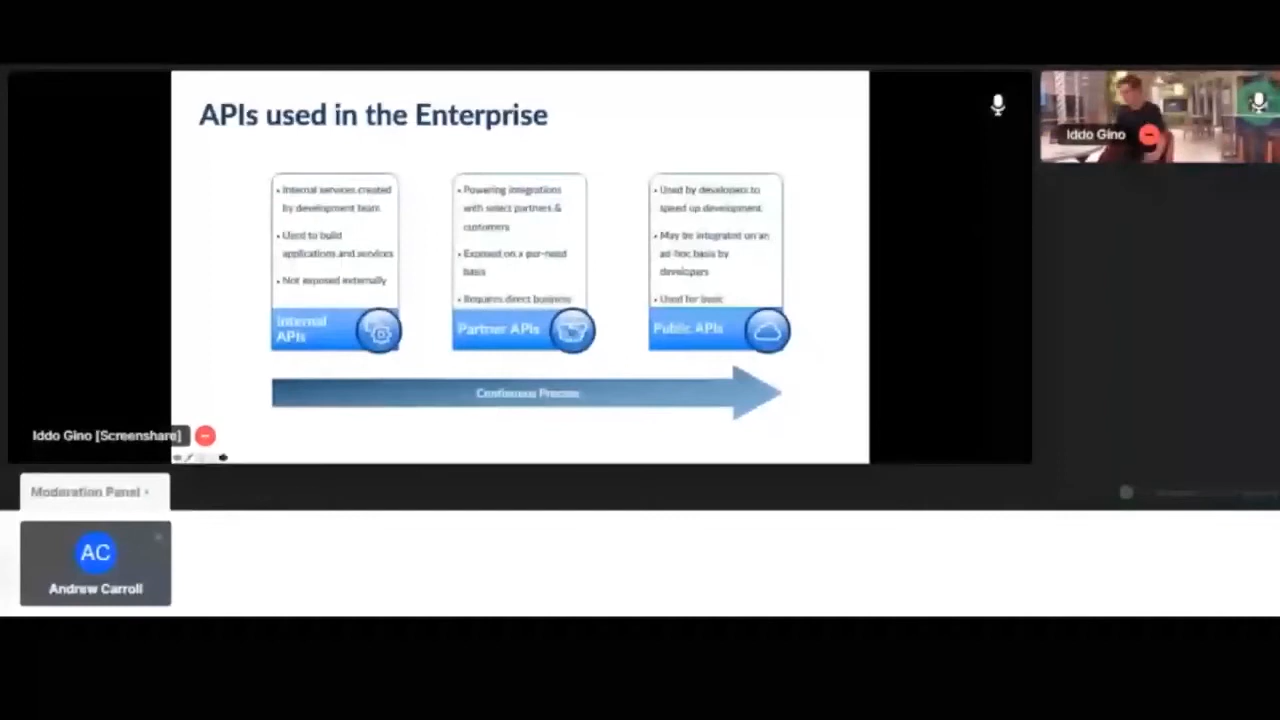 APIs used in the Enterprise
• Internal services created
by development team
• Used to build
applications and services
• Not exposed externally
Internal
APIs
• Powering integrations
with select partners &
customers
• Exposed on a per-need
basis
• Requires direct business
Partner APIs
• Used by developers to
speed up development
• May be integrated on an
ad-hoc basis by
developers
• Used for basic
Public APIs
Continuous Process
Iddo Gino
Iddo Gino [Screenshare]
Moderation Panel
AC
Andrew Carroll